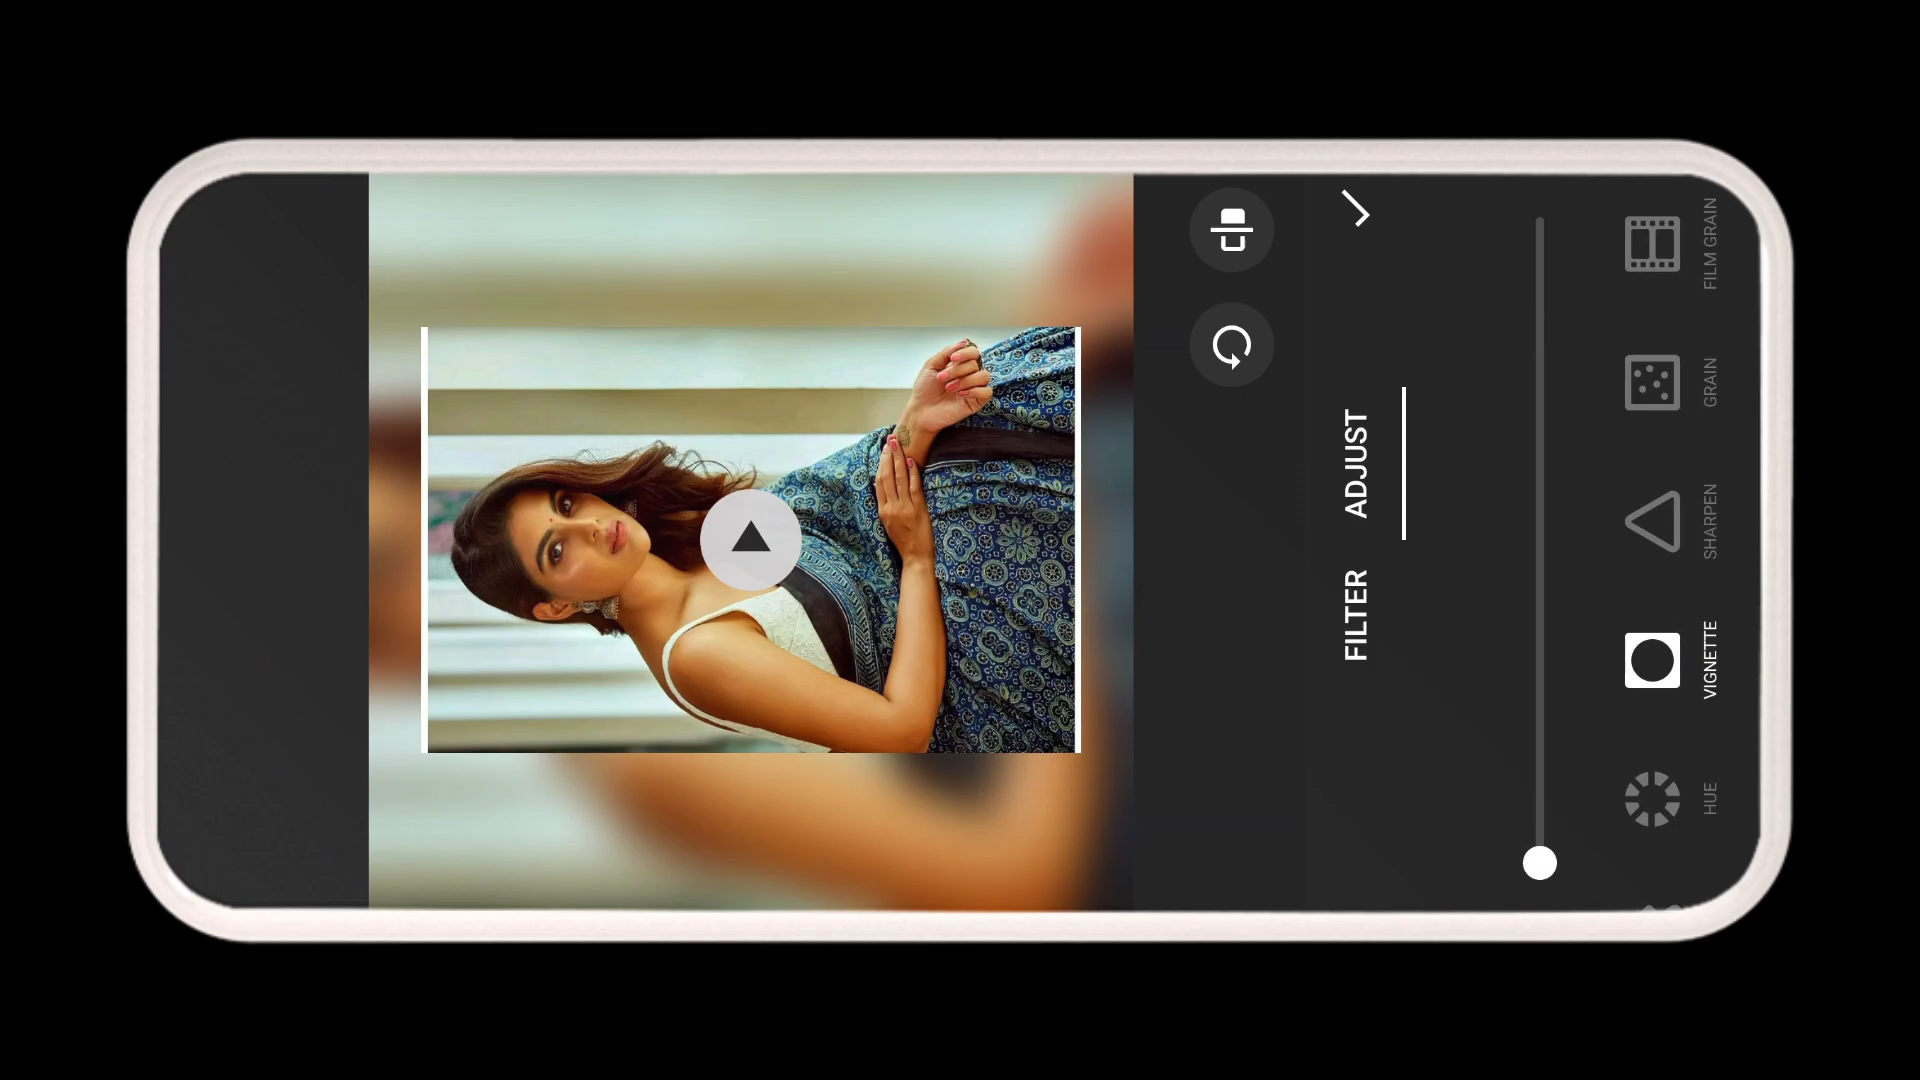 FILTER
ADJUST
HUE
VIGNETTE
SHARPEN
GRAIN
FILM GRAIN